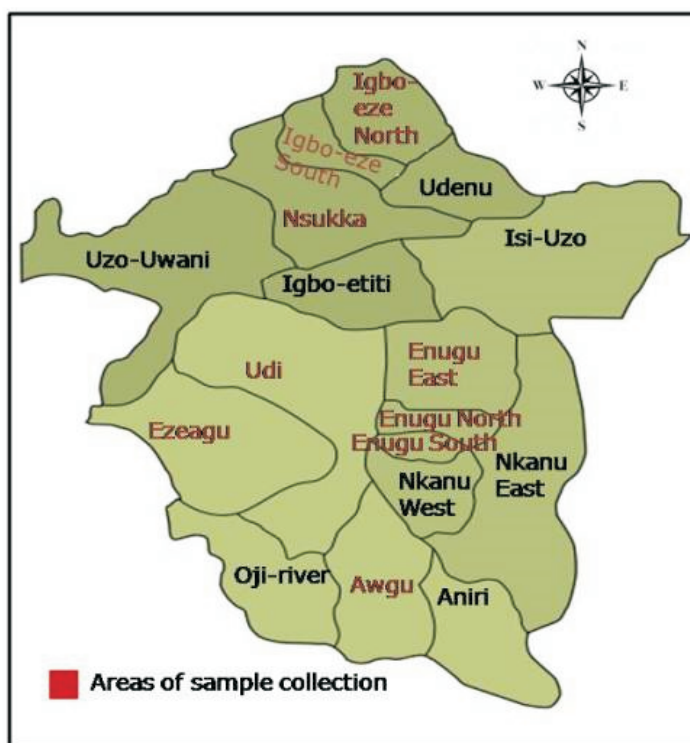 N
W E
S
Igbo-
eze
North
Igbo-eze
South
Udenu
Nsukka
Isi-Uzo
Uzo-Uwani
Igbo-etiti
Enugu
East
Udi
Enugu North
Ezeagu
Enugu South
Nkanu
East
Nkanu
West
Oji-river
Awgu
Aniri
Areas of sample collection